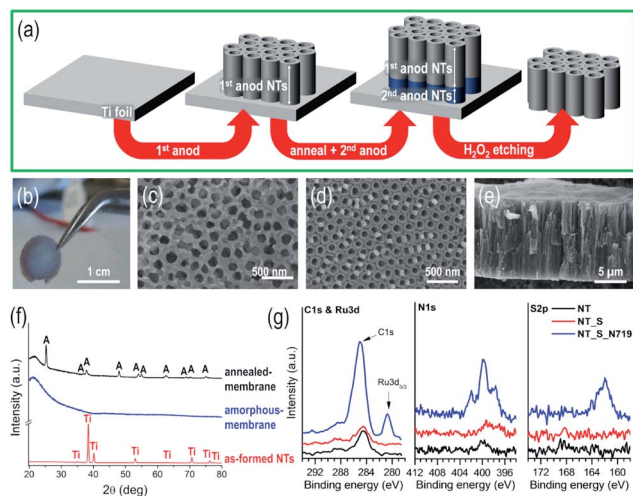 (a)
Ti foil
1st anod NTs
1st anod NTs
2nd anod NTs
1st anod
anneal + 2nd anod
H2O2 etching
(b)
1 cm
(c)
500 nm
(d)
500 nm
(e)
5 µm
(f)
Intensity (a.u.)
A
A A A A A A A A
annealed-membrane
amorphous-membrane
Ti
Ti Ti Ti Ti Ti Ti Ti
as-formed NTs
20 30 40 50 60 70 80
2θ (deg)
(g)
C1s & Ru3d
N1s
S2p
NT
NT_S
NT_S_N719
C1s
Ru3d5/2
Intensity (a.u.)
292 288 284 280
412 404 396
172 168 164 160
Binding energy (eV)
Binding energy (eV)
Binding energy (eV)